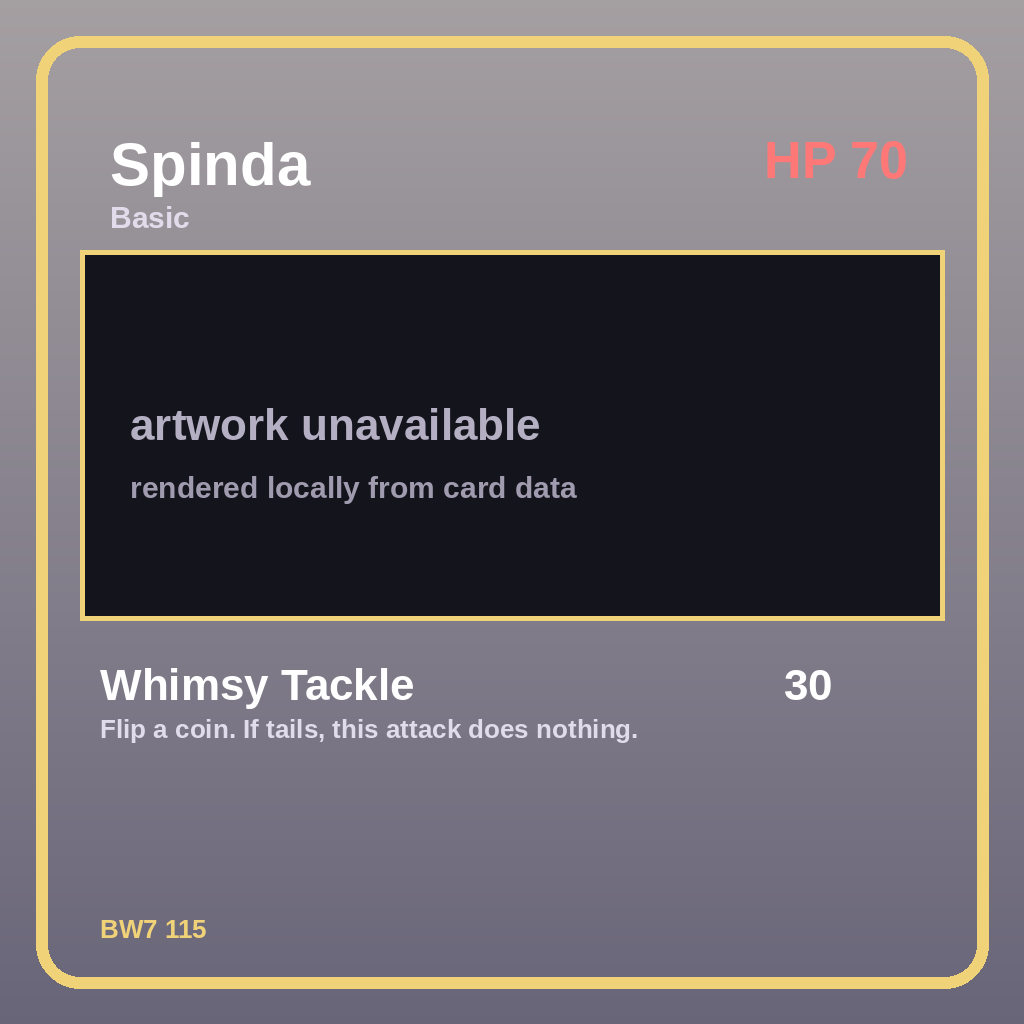 Spinda
HP 70
Basic
artwork unavailable
rendered locally from card data
Whimsy Tackle
30
Flip a coin. If tails, this attack does nothing.
BW7 115